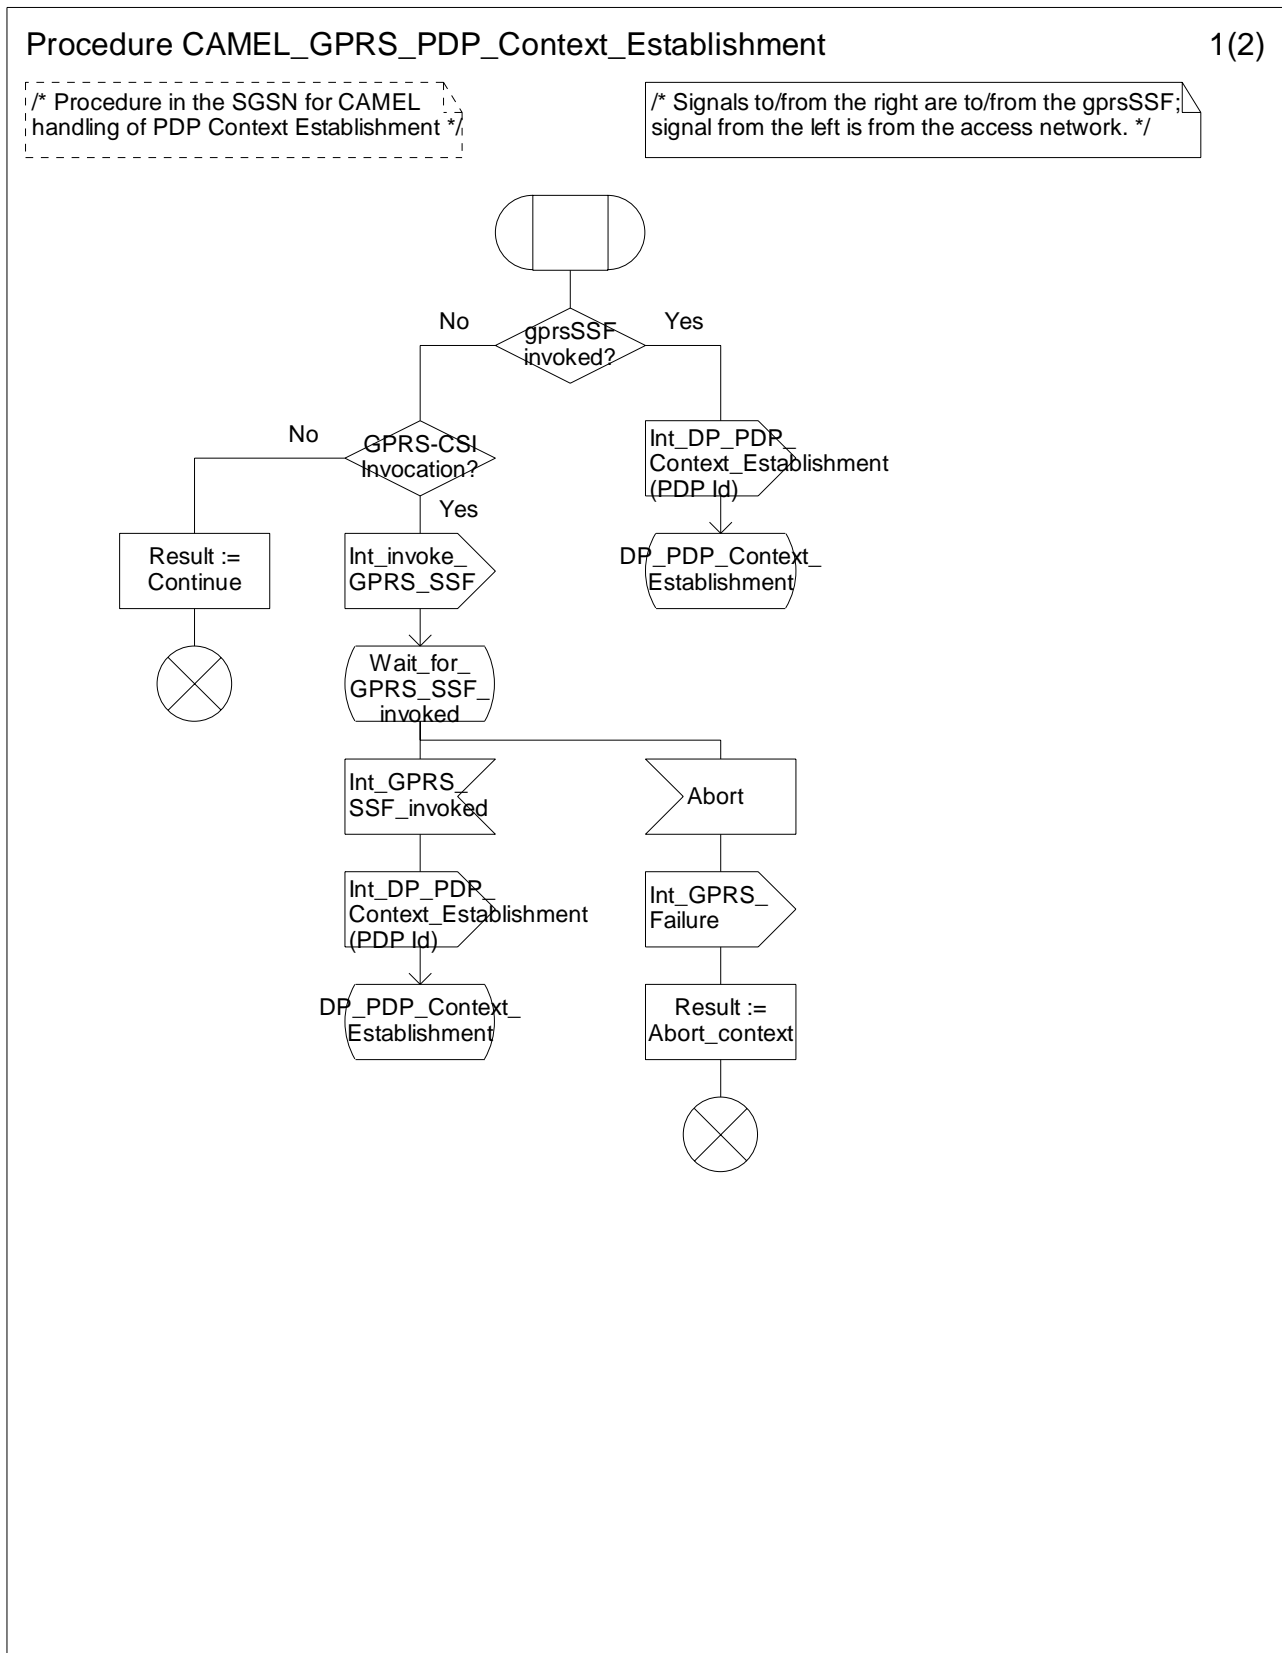 Procedure CAMEL_GPRS_PDP_Context_Establishment
1(2)
/* Procedure in the SGSN for CAMEL
handling of PDP Context Establishment */
/* Signals to/from the right are to/from the gprsSSF;
signal from the left is from the access network. */
gprsSSF
invoked?
No
Yes
GPRS-CSI
Invocation?
No
Yes
Int_DP_PDP_
Context_Establishment
(PDP Id)
Result :=
Continue
Int_invoke_
GPRS_SSF
DP_PDP_Context_
Establishment
Wait_for_
GPRS_SSF_
invoked
Int_GPRS_
SSF_invoked
Abort
Int_DP_PDP_
Context_Establishment
(PDP Id)
Int_GPRS_
Failure
DP_PDP_Context_
Establishment
Result :=
Abort_context